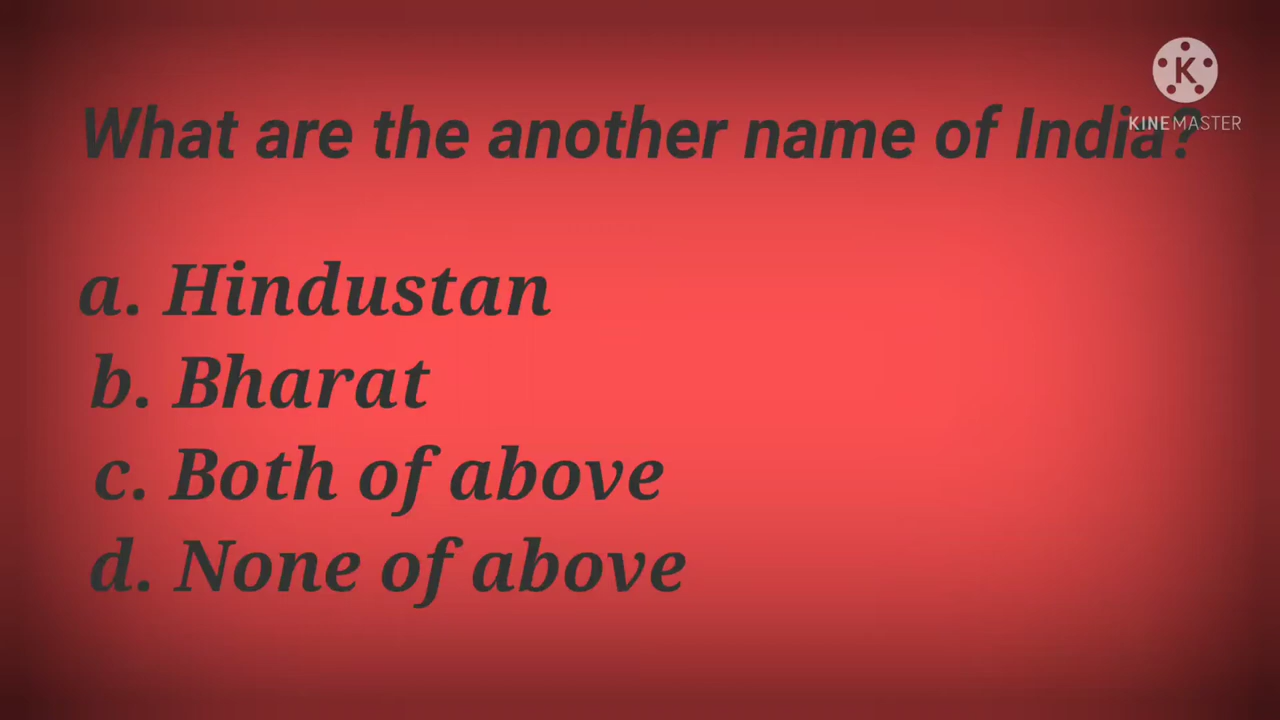 K
KINEMASTER
What are the another name of India?
a. Hindustan
b. Bharat
c. Both of above
d. None of above